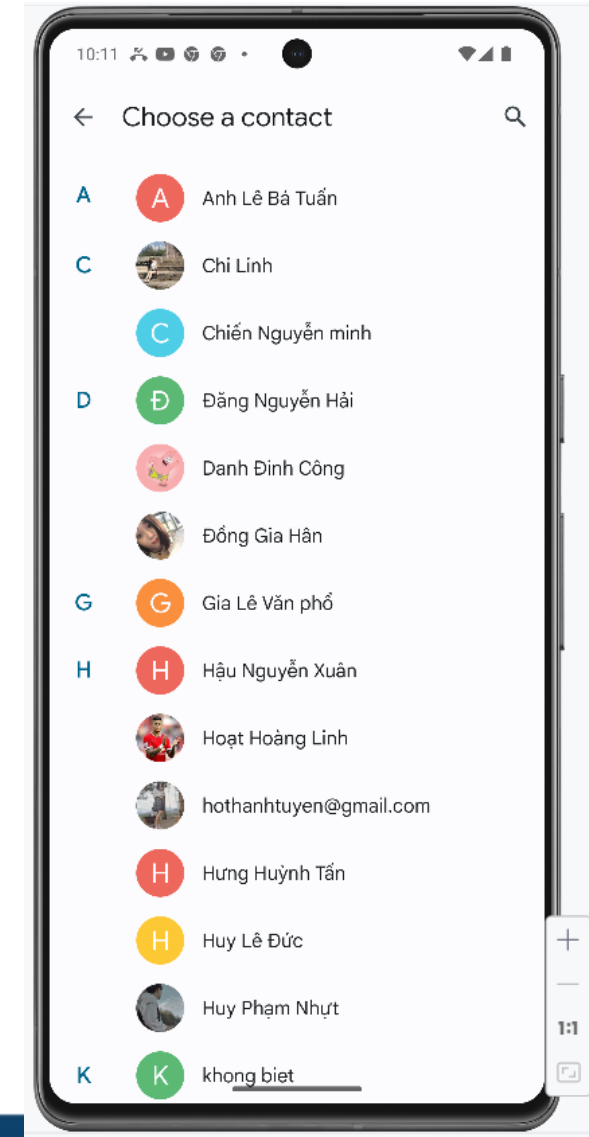 10:11
Choose a contact
A A Anh Lê Bá Tuấn
C Chi Linh
C Chiến Nguyễn minh
D Đ Đăng Nguyễn Hải
Danh Đinh Công
Đồng Gia Hân
G G Gia Lê Văn phổ
H H Hậu Nguyễn Xuân
Hoạt Hoàng Linh
hothanhtuyen@gmail.com
H Hưng Huỳnh Tấn
H Huy Lê Đức
Huy Phạm Nhựt
1:1
K K khọng biet